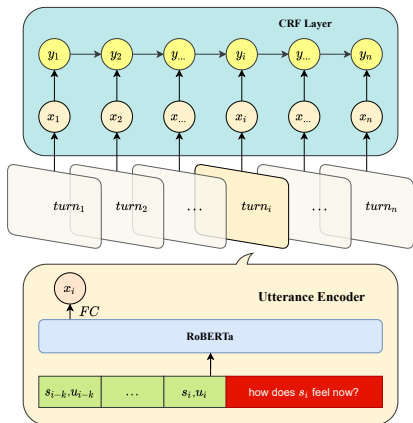 CRF Layer
y1 y2 y... yi y... yn
x1 x2 x... xi x... xn
turn1 turn2 ... turni ... turnn
xi
FC
Utterance Encoder
RoBERTa
si−k,ui−k ... si,ui how does si feel now?